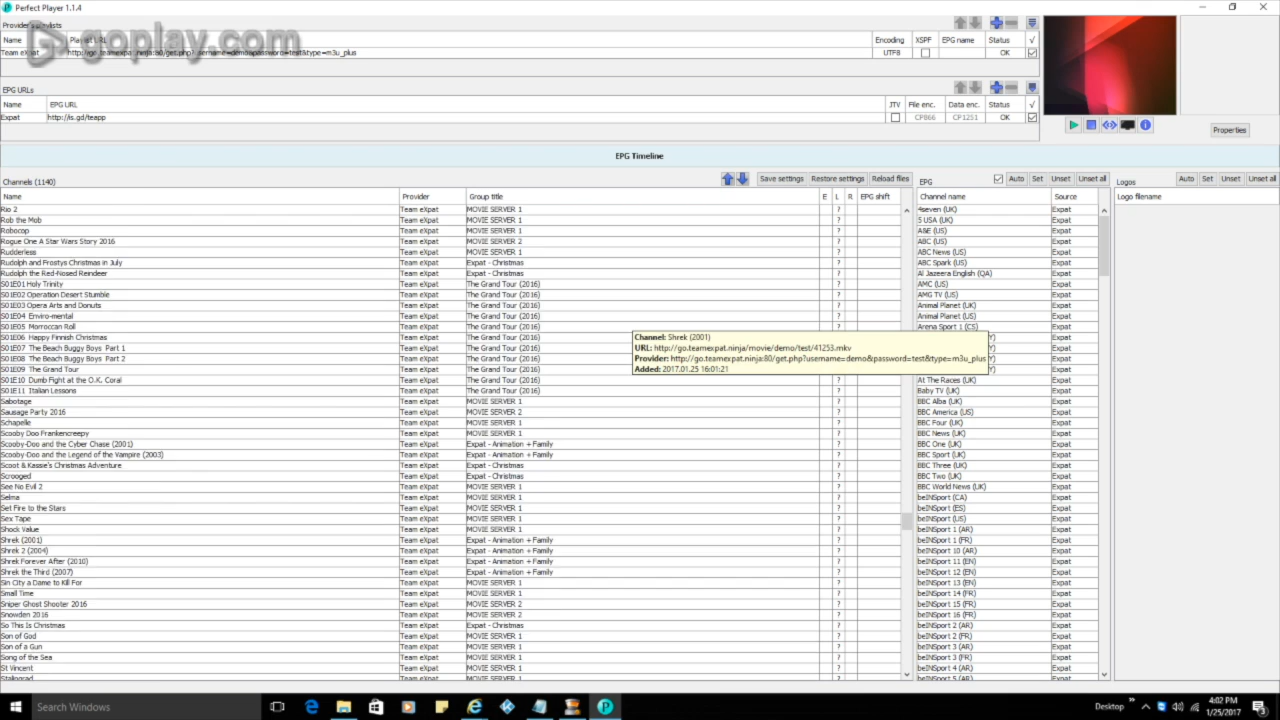 Perfect Player 1.1.4
goplay.com
Provider's playlists
Name Playlist URL Encoding XSPF EPG name Status √
Team eXpat http://go.teamexpat.ninja:80/get.php?username=demo&password=test&type=m3u_plus UTF8 OK
EPG URLs
Name EPG URL JTV File enc. Data enc. Status √
Expat http://is.gd/teapp CP866 CP1251 OK
Properties
EPG Timeline
Channels (1140) Save settings Restore settings Reload files EPG Auto Set Unset Unset all Logos Auto Set Unset Unset all
Name Provider Group title E L R EPG shift Channel name Source Logo filename
Rio 2 Team eXpat MOVIE SERVER 1 ? 4seven (UK) Expat
Rob the Mob Team eXpat MOVIE SERVER 1 ? 5 USA (UK) Expat
Robocop Team eXpat MOVIE SERVER 1 ? A&E (US) Expat
Rogue One A Star Wars Story 2016 Team eXpat MOVIE SERVER 2 ? ABC (US) Expat
Rudderless Team eXpat MOVIE SERVER 1 ? ABC News (US) Expat
Rudolph and Frostys Christmas in July Team eXpat Expat - Christmas ? ABC Spark (US) Expat
Rudolph the Red-Nosed Reindeer Team eXpat Expat - Christmas ? Al Jazeera English (QA) Expat
S01E01 Holy Trinity Team eXpat The Grand Tour (2016) ? AMC (US) Expat
S01E02 Operation Desert Stumble Team eXpat The Grand Tour (2016) ? AMG TV (US) Expat
S01E03 Opera Arts and Donuts Team eXpat The Grand Tour (2016) ? Animal Planet (UK) Expat
S01E04 Enviro-mental Team eXpat The Grand Tour (2016) ? Animal Planet (US) Expat
S01E05 Morroccan Roll Team eXpat The Grand Tour (2016) ? Arena Sport 1 (CS) Expat
S01E06 Happy Finnish Christmas Team eXpat The Grand Tour (2016) Channel: Shrek (2001) Y) Expat
S01E07 The Beach Buggy Boys Part 1 Team eXpat The Grand Tour (2016) URL: http://go.teamexpat.ninja/movie/demo/test/41253.mkv Expat
S01E08 The Beach Buggy Boys Part 2 Team eXpat The Grand Tour (2016) Provider: http://go.teamexpat.ninja:80/get.php?username=demo&password=test&type=m3u_plus Y) Expat
S01E09 The Grand Tour Team eXpat The Grand Tour (2016) Added: 2017.01.25 16:01:21 Y) Expat
S01E10 Dumb Fight at the O.K. Coral Team eXpat The Grand Tour (2016) ? At The Races (UK) Expat
S01E11 Italian Lessons Team eXpat The Grand Tour (2016) ? Baby TV (UK) Expat
Sabotage Team eXpat MOVIE SERVER 1 ? BBC Alba (UK) Expat
Sausage Party 2016 Team eXpat MOVIE SERVER 2 ? BBC America (US) Expat
Schapelle Team eXpat MOVIE SERVER 1 ? BBC Four (UK) Expat
Scooby Doo Frankencreepy Team eXpat MOVIE SERVER 1 ? BBC News (UK) Expat
Scooby-Doo and the Cyber Chase (2001) Team eXpat Expat - Animation + Family ? BBC One (UK) Expat
Scooby-Doo and the Legend of the Vampire (2003) Team eXpat Expat - Animation + Family ? BBC Sport (UK) Expat
Scoot & Kassie's Christmas Adventure Team eXpat Expat - Christmas ? BBC Three (UK) Expat
Scrooged Team eXpat Expat - Christmas ? BBC Two (UK) Expat
See No Evil 2 Team eXpat MOVIE SERVER 1 ? BBC World News (UK) Expat
Selma Team eXpat MOVIE SERVER 1 ? beINSport (CA) Expat
Set Fire to the Stars Team eXpat MOVIE SERVER 1 ? beINSport (ES) Expat
Sex Tape Team eXpat MOVIE SERVER 1 ? beINSport (US) Expat
Shock Value Team eXpat MOVIE SERVER 1 ? beINSport 1 (AR) Expat
Shrek (2001) Team eXpat Expat - Animation + Family ? beINSport 1 (FR) Expat
Shrek 2 (2004) Team eXpat Expat - Animation + Family ? beINSport 10 (AR) Expat
Shrek Forever After (2010) Team eXpat Expat - Animation + Family ? beINSport 11 (EN) Expat
Shrek the Third (2007) Team eXpat Expat - Animation + Family ? beINSport 12 (EN) Expat
Sin City a Dame to Kill For Team eXpat MOVIE SERVER 1 ? beINSport 13 (EN) Expat
Small Time Team eXpat MOVIE SERVER 1 ? beINSport 14 (FR) Expat
Sniper Ghost Shooter 2016 Team eXpat MOVIE SERVER 2 ? beINSport 15 (FR) Expat
Snowden 2016 Team eXpat MOVIE SERVER 2 ? beINSport 16 (FR) Expat
So This Is Christmas Team eXpat Expat - Christmas ? beINSport 2 (AR) Expat
Son of God Team eXpat MOVIE SERVER 1 ? beINSport 2 (FR) Expat
Son of a Gun Team eXpat MOVIE SERVER 1 ? beINSport 3 (AR) Expat
Song of the Sea Team eXpat MOVIE SERVER 1 ? beINSport 3 (FR) Expat
St Vincent Team eXpat MOVIE SERVER 1 ? beINSport 4 (AR) Expat
Stalingrad Team eXpat MOVIE SERVER 1 ? beINSport 5 (AR) Expat
Search Windows Desktop 4:02 PM
1/25/2017